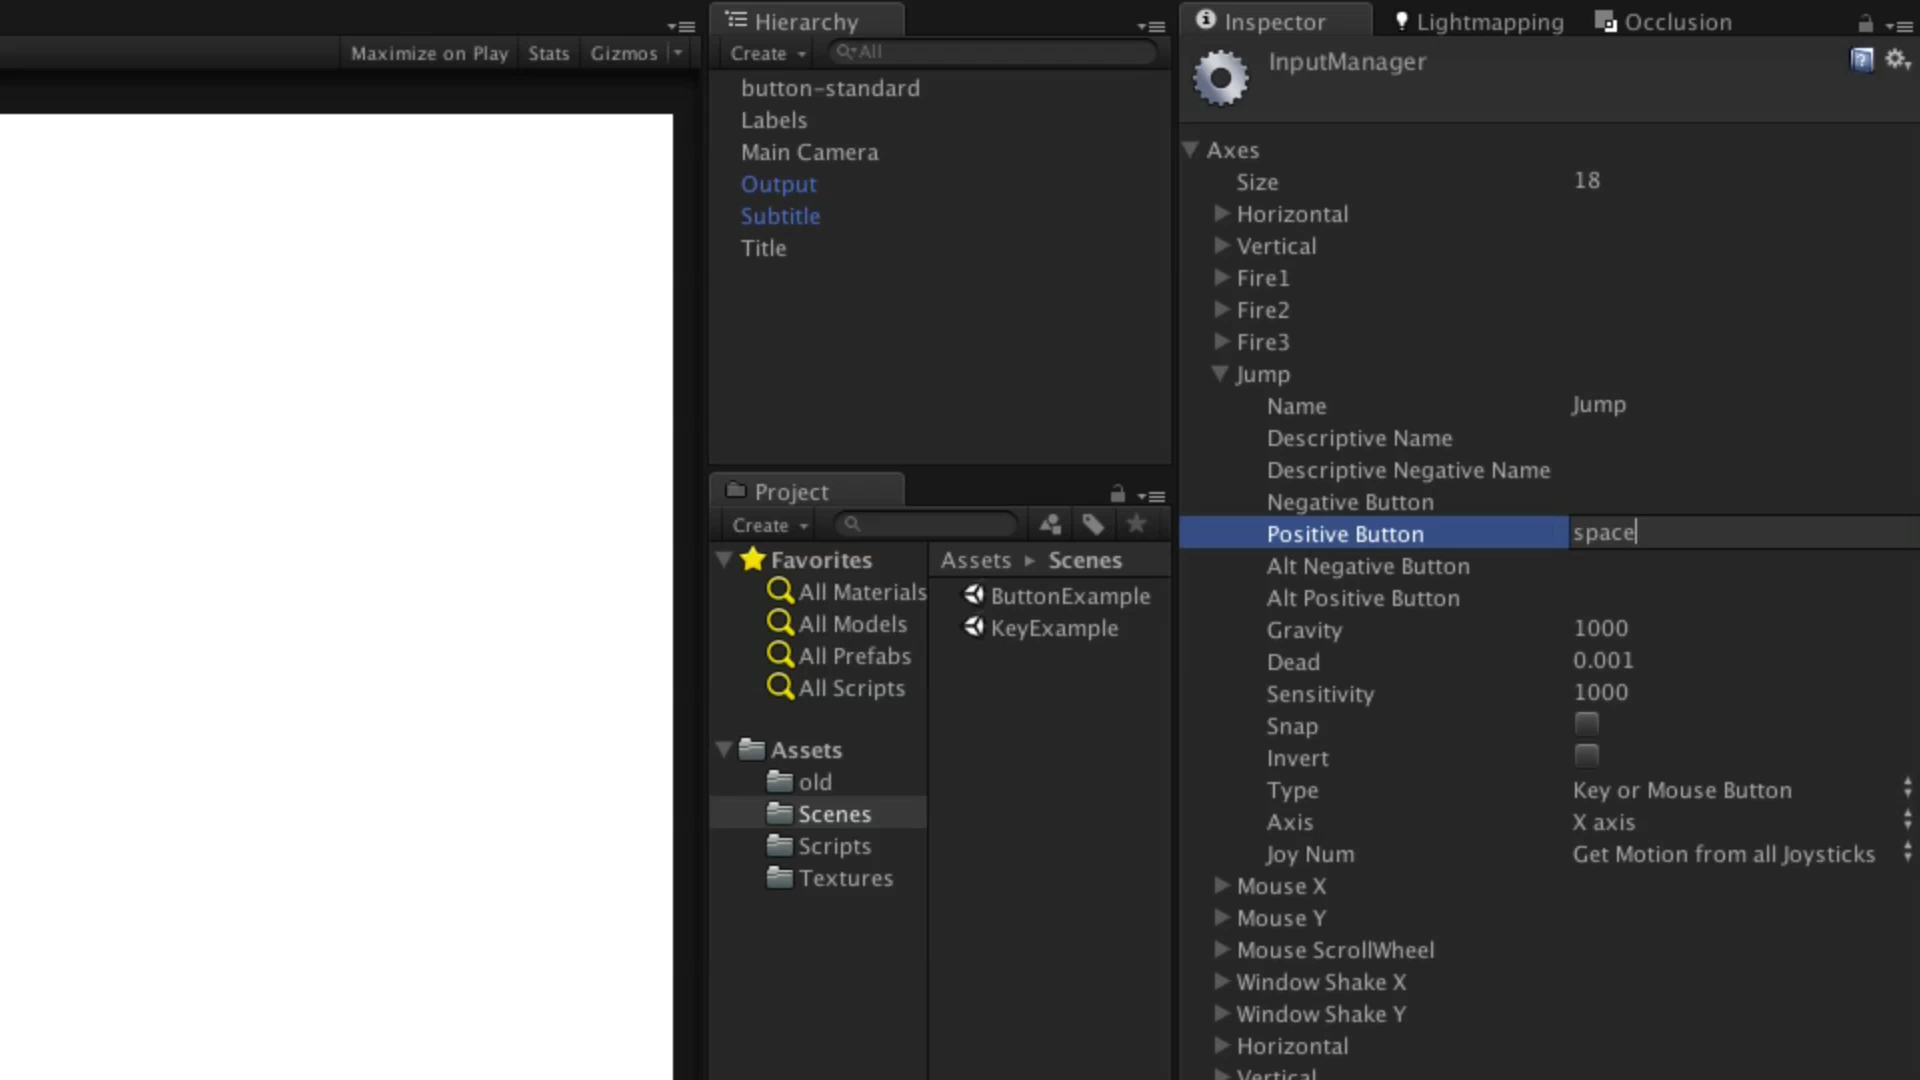 Maximize on Play
Stats
Gizmos
Hierarchy
Create
All
button-standard
Labels
Main Camera
Output
Subtitle
Title
Project
Create
Favorites
All Materials
All Models
All Prefabs
All Scripts
Assets
old
Scenes
Scripts
Textures
Assets Scenes
ButtonExample
KeyExample
Inspector
Lightmapping
Occlusion
InputManager
Axes
Size 18
Horizontal
Vertical
Fire1
Fire2
Fire3
Jump
Name Jump
Descriptive Name
Descriptive Negative Name
Negative Button
Positive Button space
Alt Negative Button
Alt Positive Button
Gravity 1000
Dead 0.001
Sensitivity 1000
Snap
Invert
Type Key or Mouse Button
Axis X axis
Joy Num Get Motion from all Joysticks
Mouse X
Mouse Y
Mouse ScrollWheel
Window Shake X
Window Shake Y
Horizontal
Vertical